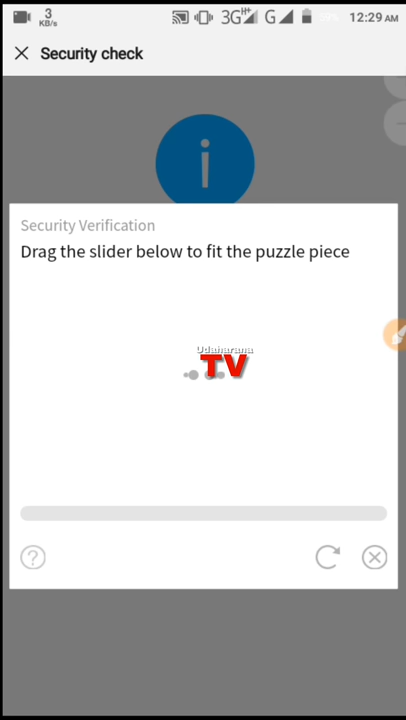 3
KB/s
3G H+ G 12:29 AM
Security check
i
Security Verification
Drag the slider below to fit the puzzle piece
Udaharana
TV
?